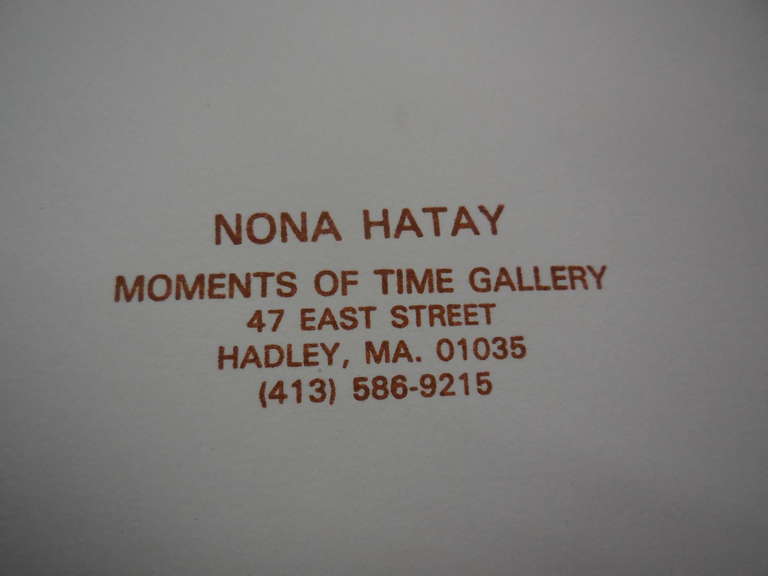 NONA HATAY
MOMENTS OF TIME GALLERY
47 EAST STREET
HADLEY, MA. 01035
(413) 586-9215